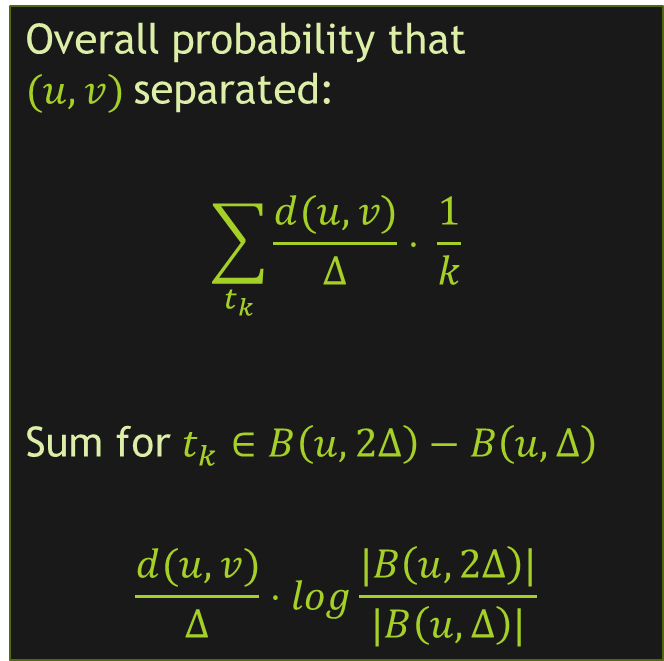 Overall probability that
(u, v) separated:
∑_{t_k} d(u, v)/Δ · 1/k
Sum for t_k ∈ B(u, 2Δ) − B(u, Δ)
d(u, v)/Δ · log |B(u, 2Δ)|/|B(u, Δ)|